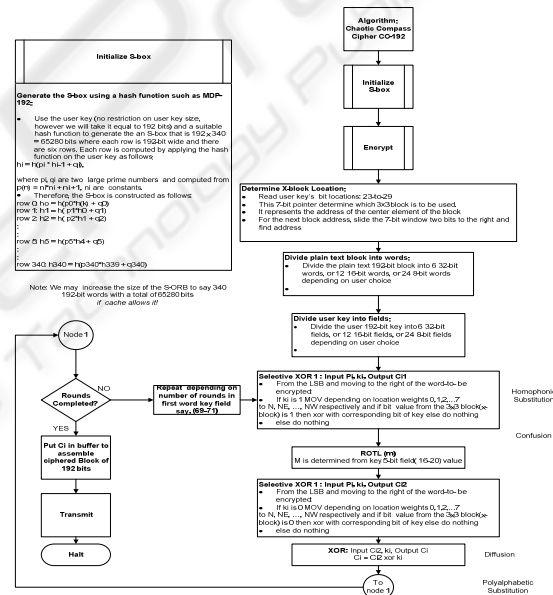 Initialize S-box
Generate the S-box using a hash function such as MDP-
192:
Use the user key (no restriction on user key size,
however we will take it equal to 192 bits) and a suitable
hash function to generate the an S-box that is 192 x 340
= 65280 bits where each row is 192-bit wide and there
are six rows. Each row is computed by applying the hash
function on the user key as follows:
hi = h(pi * hi-1 + qi),
where pi, qi are two large prime numbers and computed from
p(n) = n*n + n+1, ni are constants.
Therefore, the S-box is constructed as follows:
row 0: ho = h(p0*h(k) + q0)
row 1: h1 = h( p1*h0 + q1)
row 2: h2 = h( p2*h1 + q2)
:
:
row 5: h5 = h(p5*h4 + q5)
:
:
row 340: h340 = h(p340*h339 + q340)
Note: We may increase the size of the S-ORB to say 340
192-bit words with a total of 65280 bits
if cache allows it!
Algorithm:
Chaotic Compass
Cipher CC-192
Initialize
S-box
Encrypt
Determine X-block Location:
Read user key's bit locations: 23-to-29
This 7-bit pointer determine which 3x3 block is to be used.
It represents the address of the center element of the block
For the next block address, slide the 7-bit window two bits to the right and
find address
Divide plain text block into words:
Divide the plain text 192-bit block into 6 32-bit
words, or 12 16-bit words, or 24 8-bit words
depending on user choice
Divide user key into fields:
Divide the user 192-bit key into 6 32-bit
fields, or 12 16-bit fields, or 24 8-bit fields
depending on user choice
Selective XOR 1 : Input Pi, ki, Output Ci1
From the LSB and moving to the right of the word-to- be
encrypted:
If ki is 1 MOV depending on location weights 0,1,2,...7
to N, NE, ..., NW respectively and if bit value from the 3x3 block(x-
block) is 1 then xor with corresponding bit of key else do nothing
else do nothing
Homophonic
Substitution
Confusion
ROTL (m)
M is determined from key 5-bit field( 16-20) value
Selective XOR 1 : Input Pi, ki, Output Ci2
From the LSB and moving to the right of the word-to- be
encrypted:
If ki is 0 MOV depending on location weights 0,1,2,...7
to N, NE, ..., NW respectively and if bit value from the 3x3 block(x-
block) is 0 then xor with corresponding bit of key else do nothing
else do nothing
XOR: Input Ci2, ki, Output Ci
Ci = Ci2 xor ki
Diffusion
To
node 1
Polyalphabetic
Substitution
Node 1
Rounds
Completed?
NO
YES
Repeat depending on
number of rounds in
first word key field
say, (69-71)
Put Ci in buffer to
assemble
ciphered Block of
192 bits
Transmit
Halt